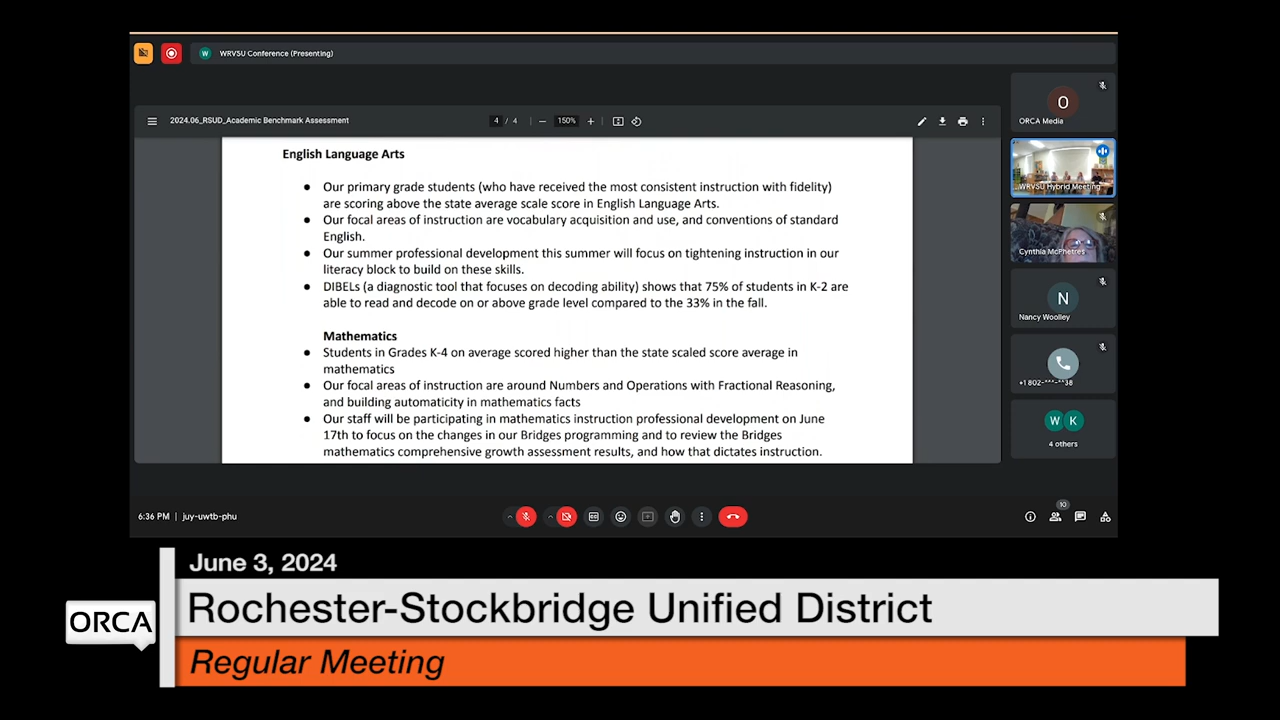 W WRVSU Conference (Presenting)
2024.06_RSUD_Academic Benchmark Assessment
4 / 4 | — 150% +
English Language Arts
● Our primary grade students (who have received the most consistent instruction with fidelity)
are scoring above the state average scale score in English Language Arts.
● Our focal areas of instruction are vocabulary acquisition and use, and conventions of standard
English.
● Our summer professional development this summer will focus on tightening instruction in our
literacy block to build on these skills.
● DIBELs (a diagnostic tool that focuses on decoding ability) shows that 75% of students in K-2 are
able to read and decode on or above grade level compared to the 33% in the fall.
Mathematics
● Students in Grades K-4 on average scored higher than the state scaled score average in
mathematics
● Our focal areas of instruction are around Numbers and Operations with Fractional Reasoning,
and building automaticity in mathematics facts
● Our staff will be participating in mathematics instruction professional development on June
17th to focus on the changes in our Bridges programming and to review the Bridges
mathematics comprehensive growth assessment results, and how that dictates instruction.
O
ORCA Media
WRVSU Hybrid Meeting
Cynthia McPhetres
N
Nancy Woolley
+1 802-***-**38
W K
4 others
6:36 PM | juy-uwtb-phu
10
June 3, 2024
ORCA
Rochester-Stockbridge Unified District
Regular Meeting